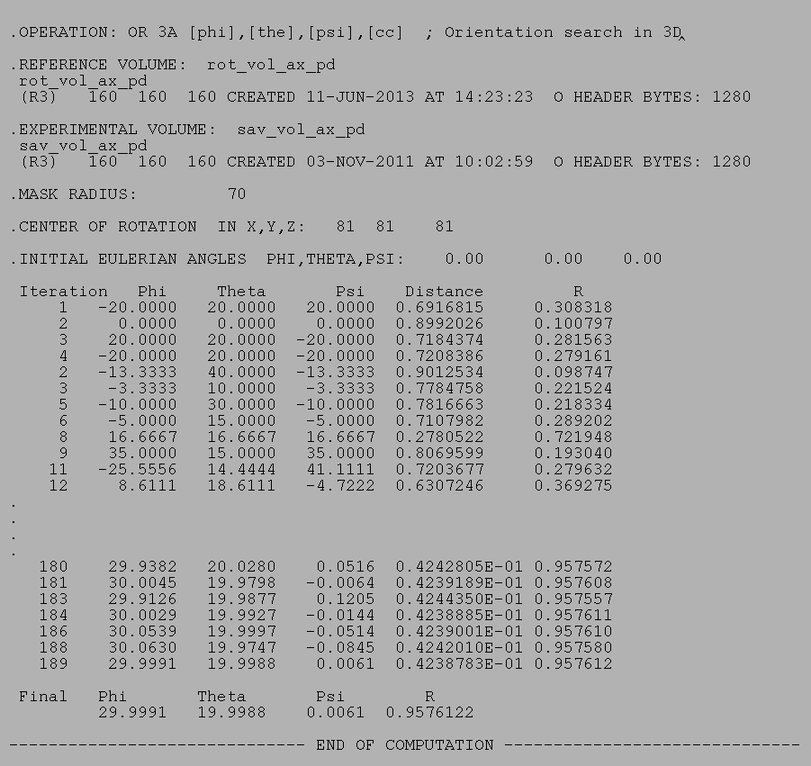 .OPERATION: OR 3A [phi],[the],[psi],[cc]  ; Orientation search in 3D
.REFERENCE VOLUME:  rot_vol_ax_pd
rot_vol_ax_pd
(R3)   160  160  160 CREATED 11-JUN-2013 AT 14:23:23  O HEADER BYTES: 1280
.EXPERIMENTAL VOLUME:  sav_vol_ax_pd
sav_vol_ax_pd
(R3)   160  160  160 CREATED 03-NOV-2011 AT 10:02:59  O HEADER BYTES: 1280
.MASK RADIUS:         70
.CENTER OF ROTATION  IN X,Y,Z:   81  81    81
.INITIAL EULERIAN ANGLES  PHI,THETA,PSI:    0.00      0.00    0.00
Iteration   Phi     Theta       Psi    Distance         R
1   -20.0000   20.0000   20.0000  0.6916815     0.308318
2     0.0000    0.0000    0.0000  0.8992026     0.100797
3    20.0000   20.0000  -20.0000  0.7184374     0.281563
4   -20.0000   20.0000  -20.0000  0.7208386     0.279161
2   -13.3333   40.0000  -13.3333  0.9012534     0.098747
3    -3.3333   10.0000   -3.3333  0.7784758     0.221524
5   -10.0000   30.0000  -10.0000  0.7816663     0.218334
6    -5.0000   15.0000   -5.0000  0.7107982     0.289202
8    16.6667   16.6667   16.6667  0.2780522     0.721948
9    35.0000   15.0000   35.0000  0.8069599     0.193040
11   -25.5556   14.4444   41.1111  0.7203677     0.279632
12     8.6111   18.6111   -4.7222  0.6307246     0.369275
.
.
.
.
180    29.9382   20.0280    0.0516  0.4242805E-01 0.957572
181    30.0045   19.9798   -0.0064  0.4239189E-01 0.957608
183    29.9126   19.9877    0.1205  0.4244350E-01 0.957557
184    30.0029   19.9927   -0.0144  0.4238885E-01 0.957611
186    30.0539   19.9997   -0.0514  0.4239001E-01 0.957610
188    30.0630   19.9747   -0.0845  0.4242010E-01 0.957580
189    29.9991   19.9988    0.0061  0.4238783E-01 0.957612
Final   Phi       Theta       Psi        R
29.9991   19.9988    0.0061  0.9576122
------------------------------ END OF COMPUTATION ------------------------------